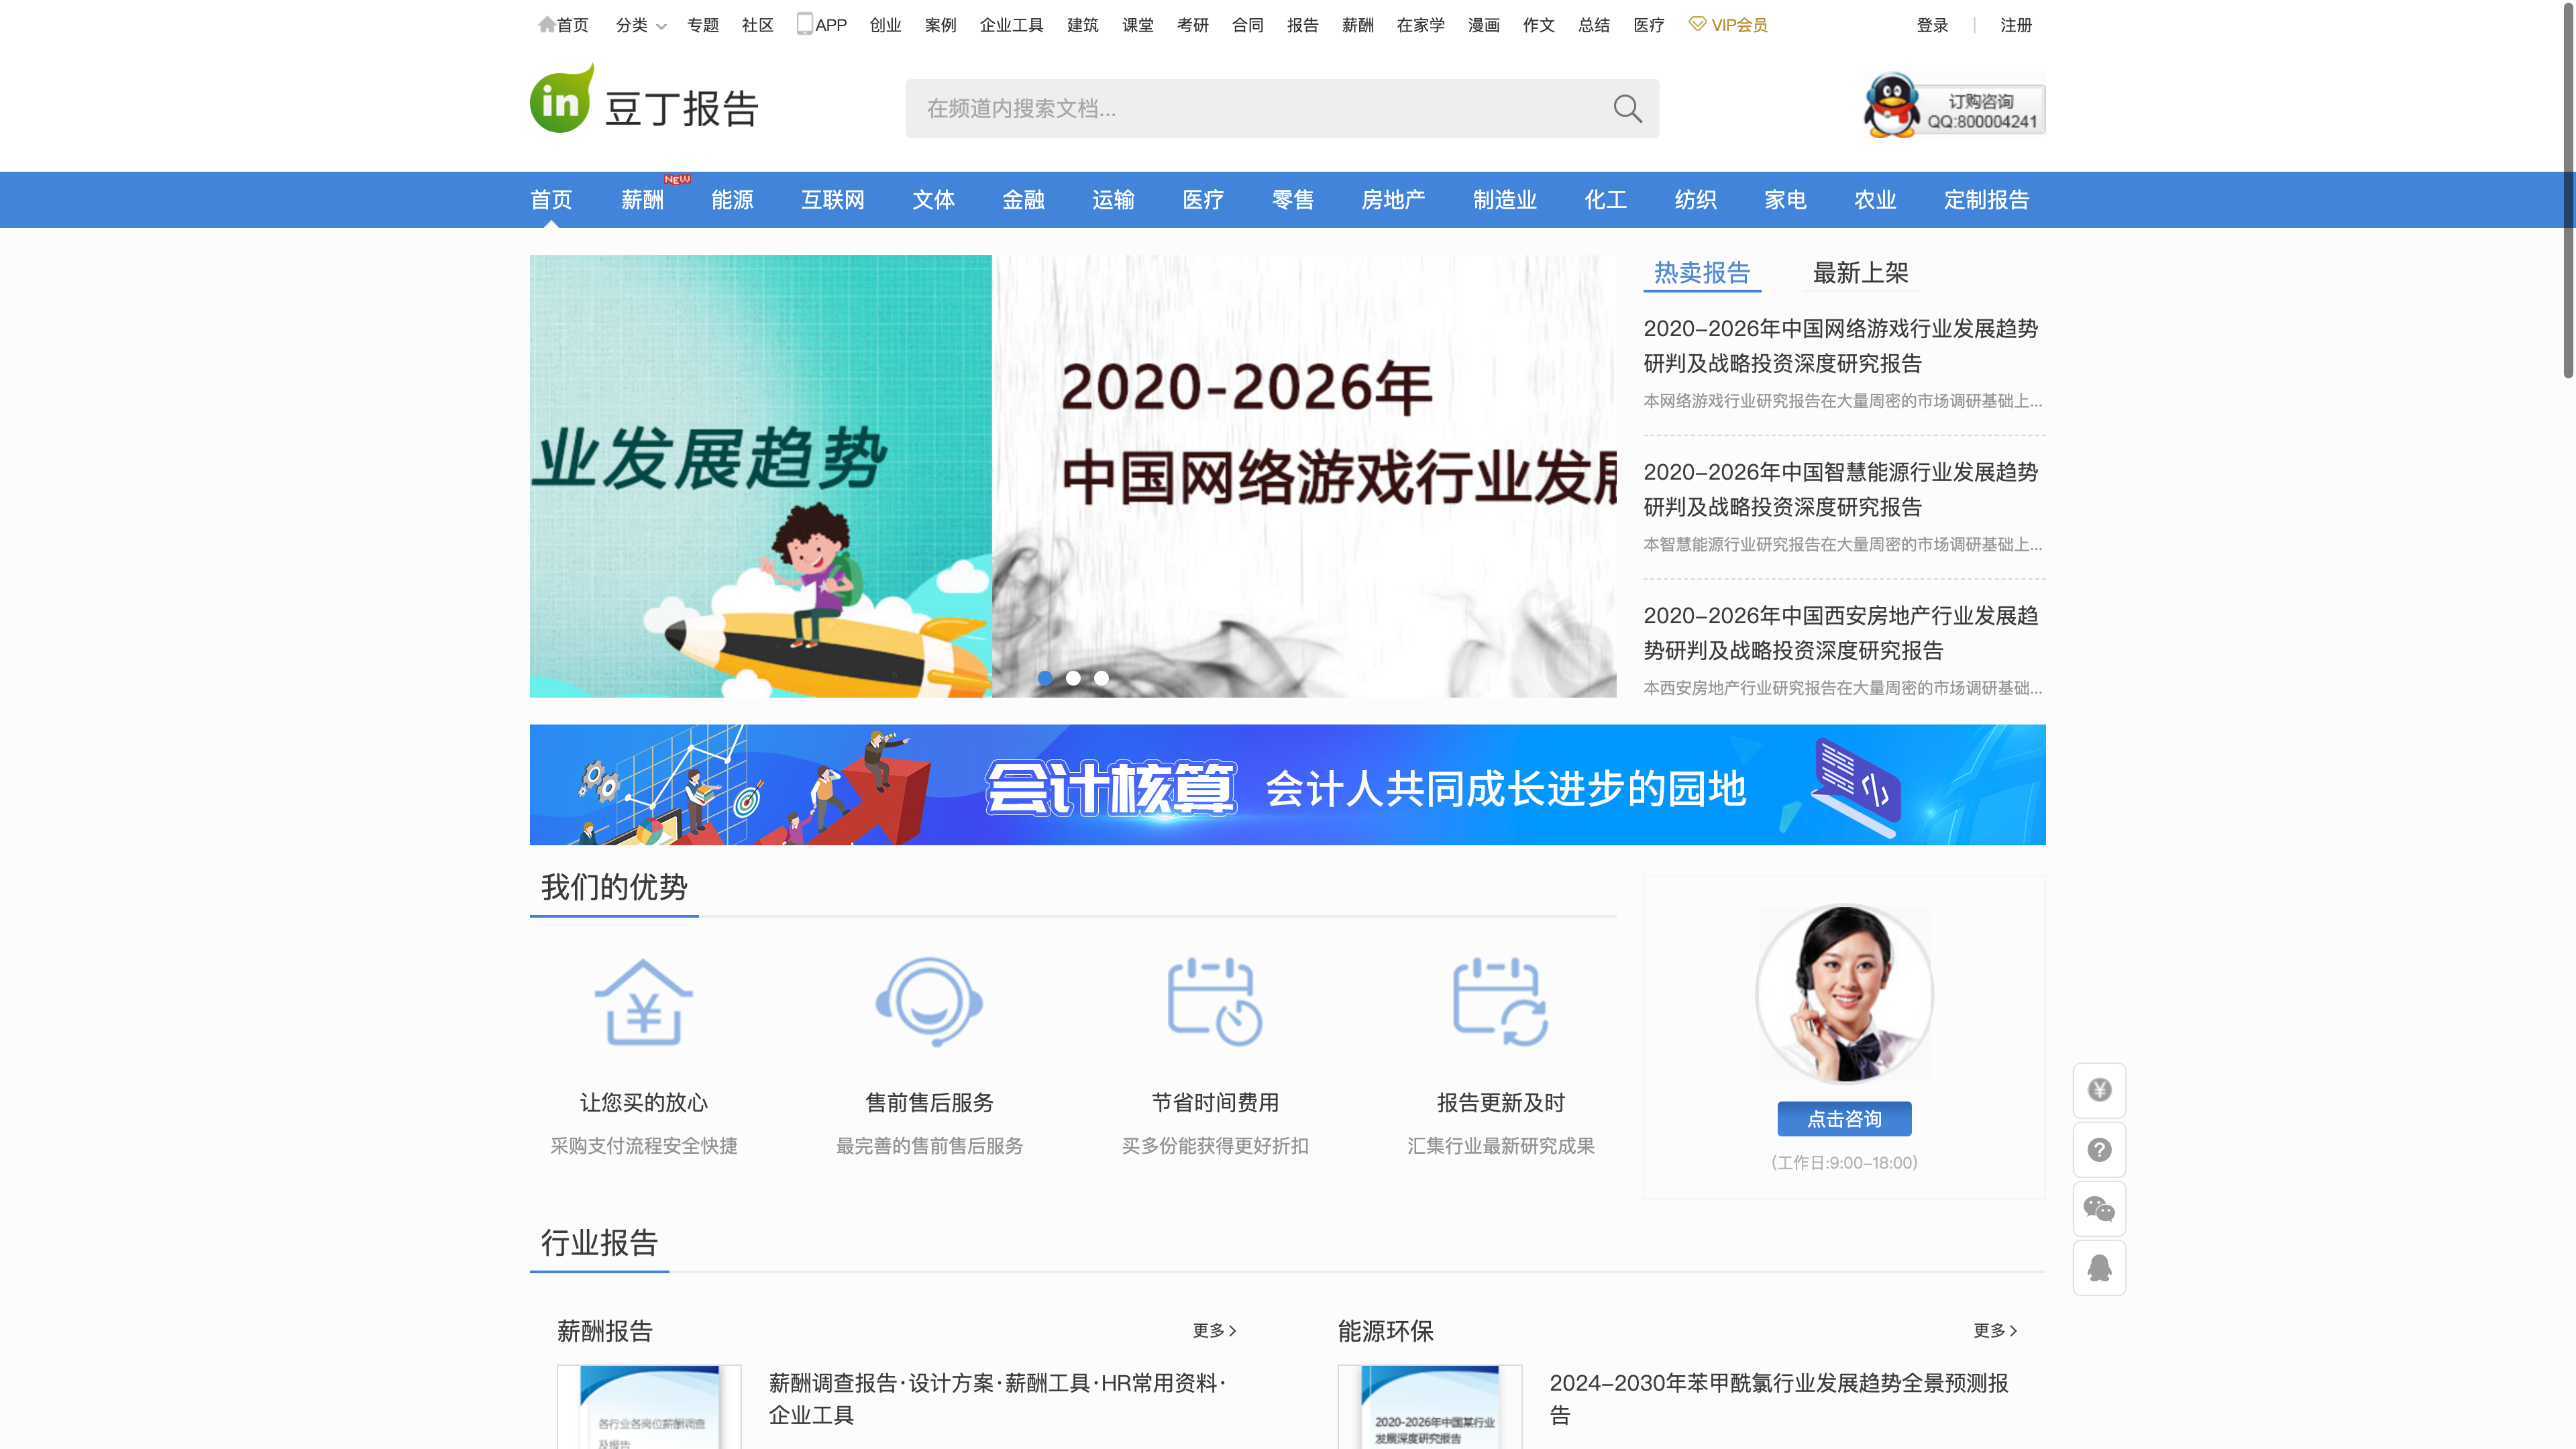 首页 分类 专题 社区 APP 创业 案例 企业工具 建筑 课堂 考研 合同 报告 薪酬 在家学 漫画 作文 总结 医疗 VIP会员 登录 | 注册
in 豆丁报告
在频道内搜索文档...
订购咨询
QQ:800004241
NEW
首页 薪酬 能源 互联网 文体 金融 运输 医疗 零售 房地产 制造业 化工 纺织 家电 农业 定制报告
业发展趋势
2020-2026年
中国网络游戏行业发展
热卖报告 最新上架
2020-2026年中国网络游戏行业发展趋势
研判及战略投资深度研究报告
本网络游戏行业研究报告在大量周密的市场调研基础上...
2020-2026年中国智慧能源行业发展趋势
研判及战略投资深度研究报告
本智慧能源行业研究报告在大量周密的市场调研基础上...
2020-2026年中国西安房地产行业发展趋
势研判及战略投资深度研究报告
本西安房地产行业研究报告在大量周密的市场调研基础...
会计核算 会计人共同成长进步的园地
我们的优势
让您买的放心
采购支付流程安全快捷
售前售后服务
最完善的售前售后服务
节省时间费用
买多份能获得更好折扣
报告更新及时
汇集行业最新研究成果
点击咨询
(工作日:9:00-18:00)
行业报告
薪酬报告 更多
各行业各岗位薪酬调查
及报告
薪酬调查报告·设计方案·薪酬工具·HR常用资料·
企业工具
能源环保 更多
2020-2026年中国某行业
发展深度研究报告
2024-2030年苯甲酰氯行业发展趋势全景预测报
告